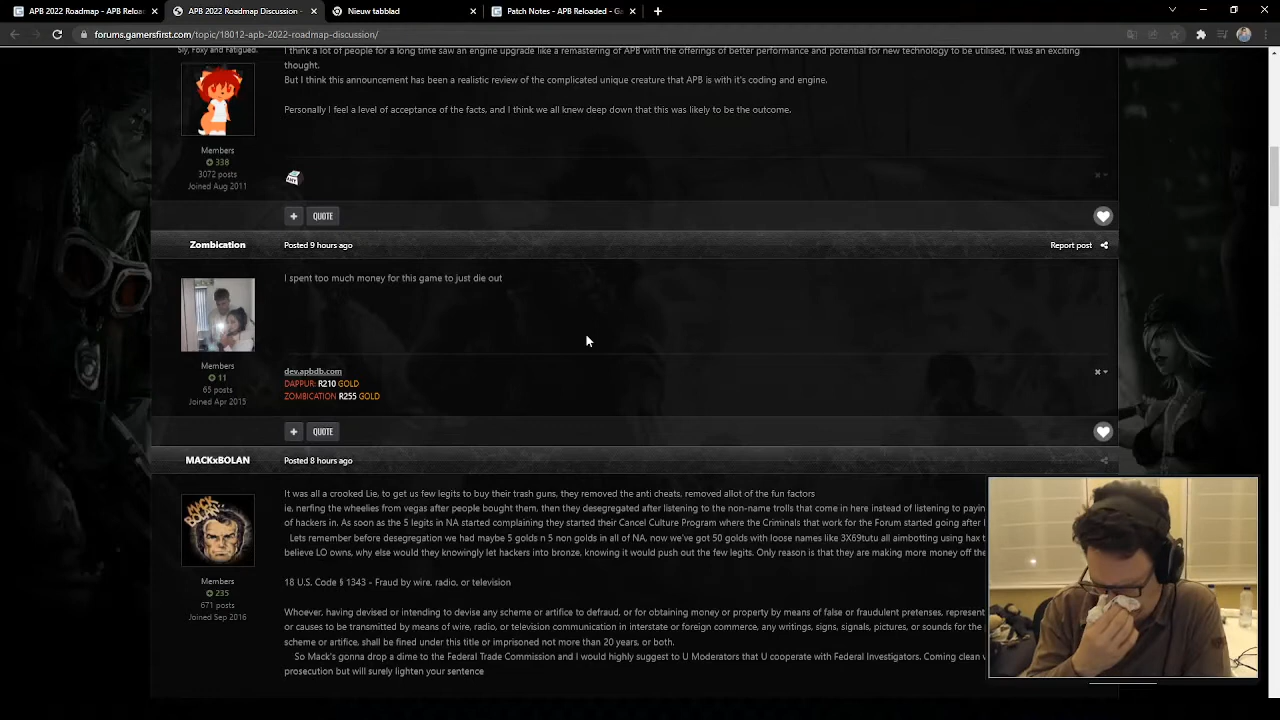 APB 2022 Roadmap - APB Reloa
APB 2022 Roadmap Discussion -
Nieuw tabblad
Patch Notes - APB Reloaded - Ga
forums.gamersfirst.com/topic/18012-apb-2022-roadmap-discussion/
Sly, Foxy and Fatigued.
I think a lot of people for a long time saw an engine upgrade like a remastering of APB with the offerings of better performance and potential for new technology to be utilised, It was an exciting
thought.
But I think this announcement has been a realistic review of the complicated unique creature that APB is with it's coding and engine.
Personally I feel a level of acceptance of the facts, and I think we all knew deep down that this was likely to be the outcome.
Members
338
3072 posts
Joined Aug 2011
+ QUOTE
Zombication
Posted 9 hours ago
Report post
I spent too much money for this game to just die out
Members
11
65 posts
Joined Apr 2015
dev.apbdb.com
DAPPUR: R210 GOLD
ZOMBICATION R255 GOLD
+ QUOTE
MACKxBOLAN
Posted 8 hours ago
MACK
BOLAN
Members
235
671 posts
Joined Sep 2016
It was all a crooked Lie, to get us few legits to buy their trash guns, they removed the anti cheats, removed allot of the fun factors
ie, nerfing the wheelies from vegas after people bought them, then they desegregated after listening to the non-name trolls that come in here instead of listening to payin
of hackers in. As soon as the 5 legits in NA started complaining they started their Cancel Culture Program where the Criminals that work for the Forum started going after l
Lets remember before desegregation we had maybe 5 golds n 5 non golds in all of NA, now we've got 50 golds with loose names like 3X69tutu all aimbotting using hax t
believe LO owns, why else would they knowingly let hackers into bronze, knowing it would push out the few legits. Only reason is that they are making more money off the
18 U.S. Code § 1343 - Fraud by wire, radio, or television
Whoever, having devised or intending to devise any scheme or artifice to defraud, or for obtaining money or property by means of false or fraudulent pretenses, represent
or causes to be transmitted by means of wire, radio, or television communication in interstate or foreign commerce, any writings, signs, signals, pictures, or sounds for the
scheme or artifice, shall be fined under this title or imprisoned not more than 20 years, or both.
So Mack's gonna drop a dime to the Federal Trade Commission and I would highly suggest to U Moderators that U cooperate with Federal Investigators. Coming clean v
prosecution but will surely lighten your sentence